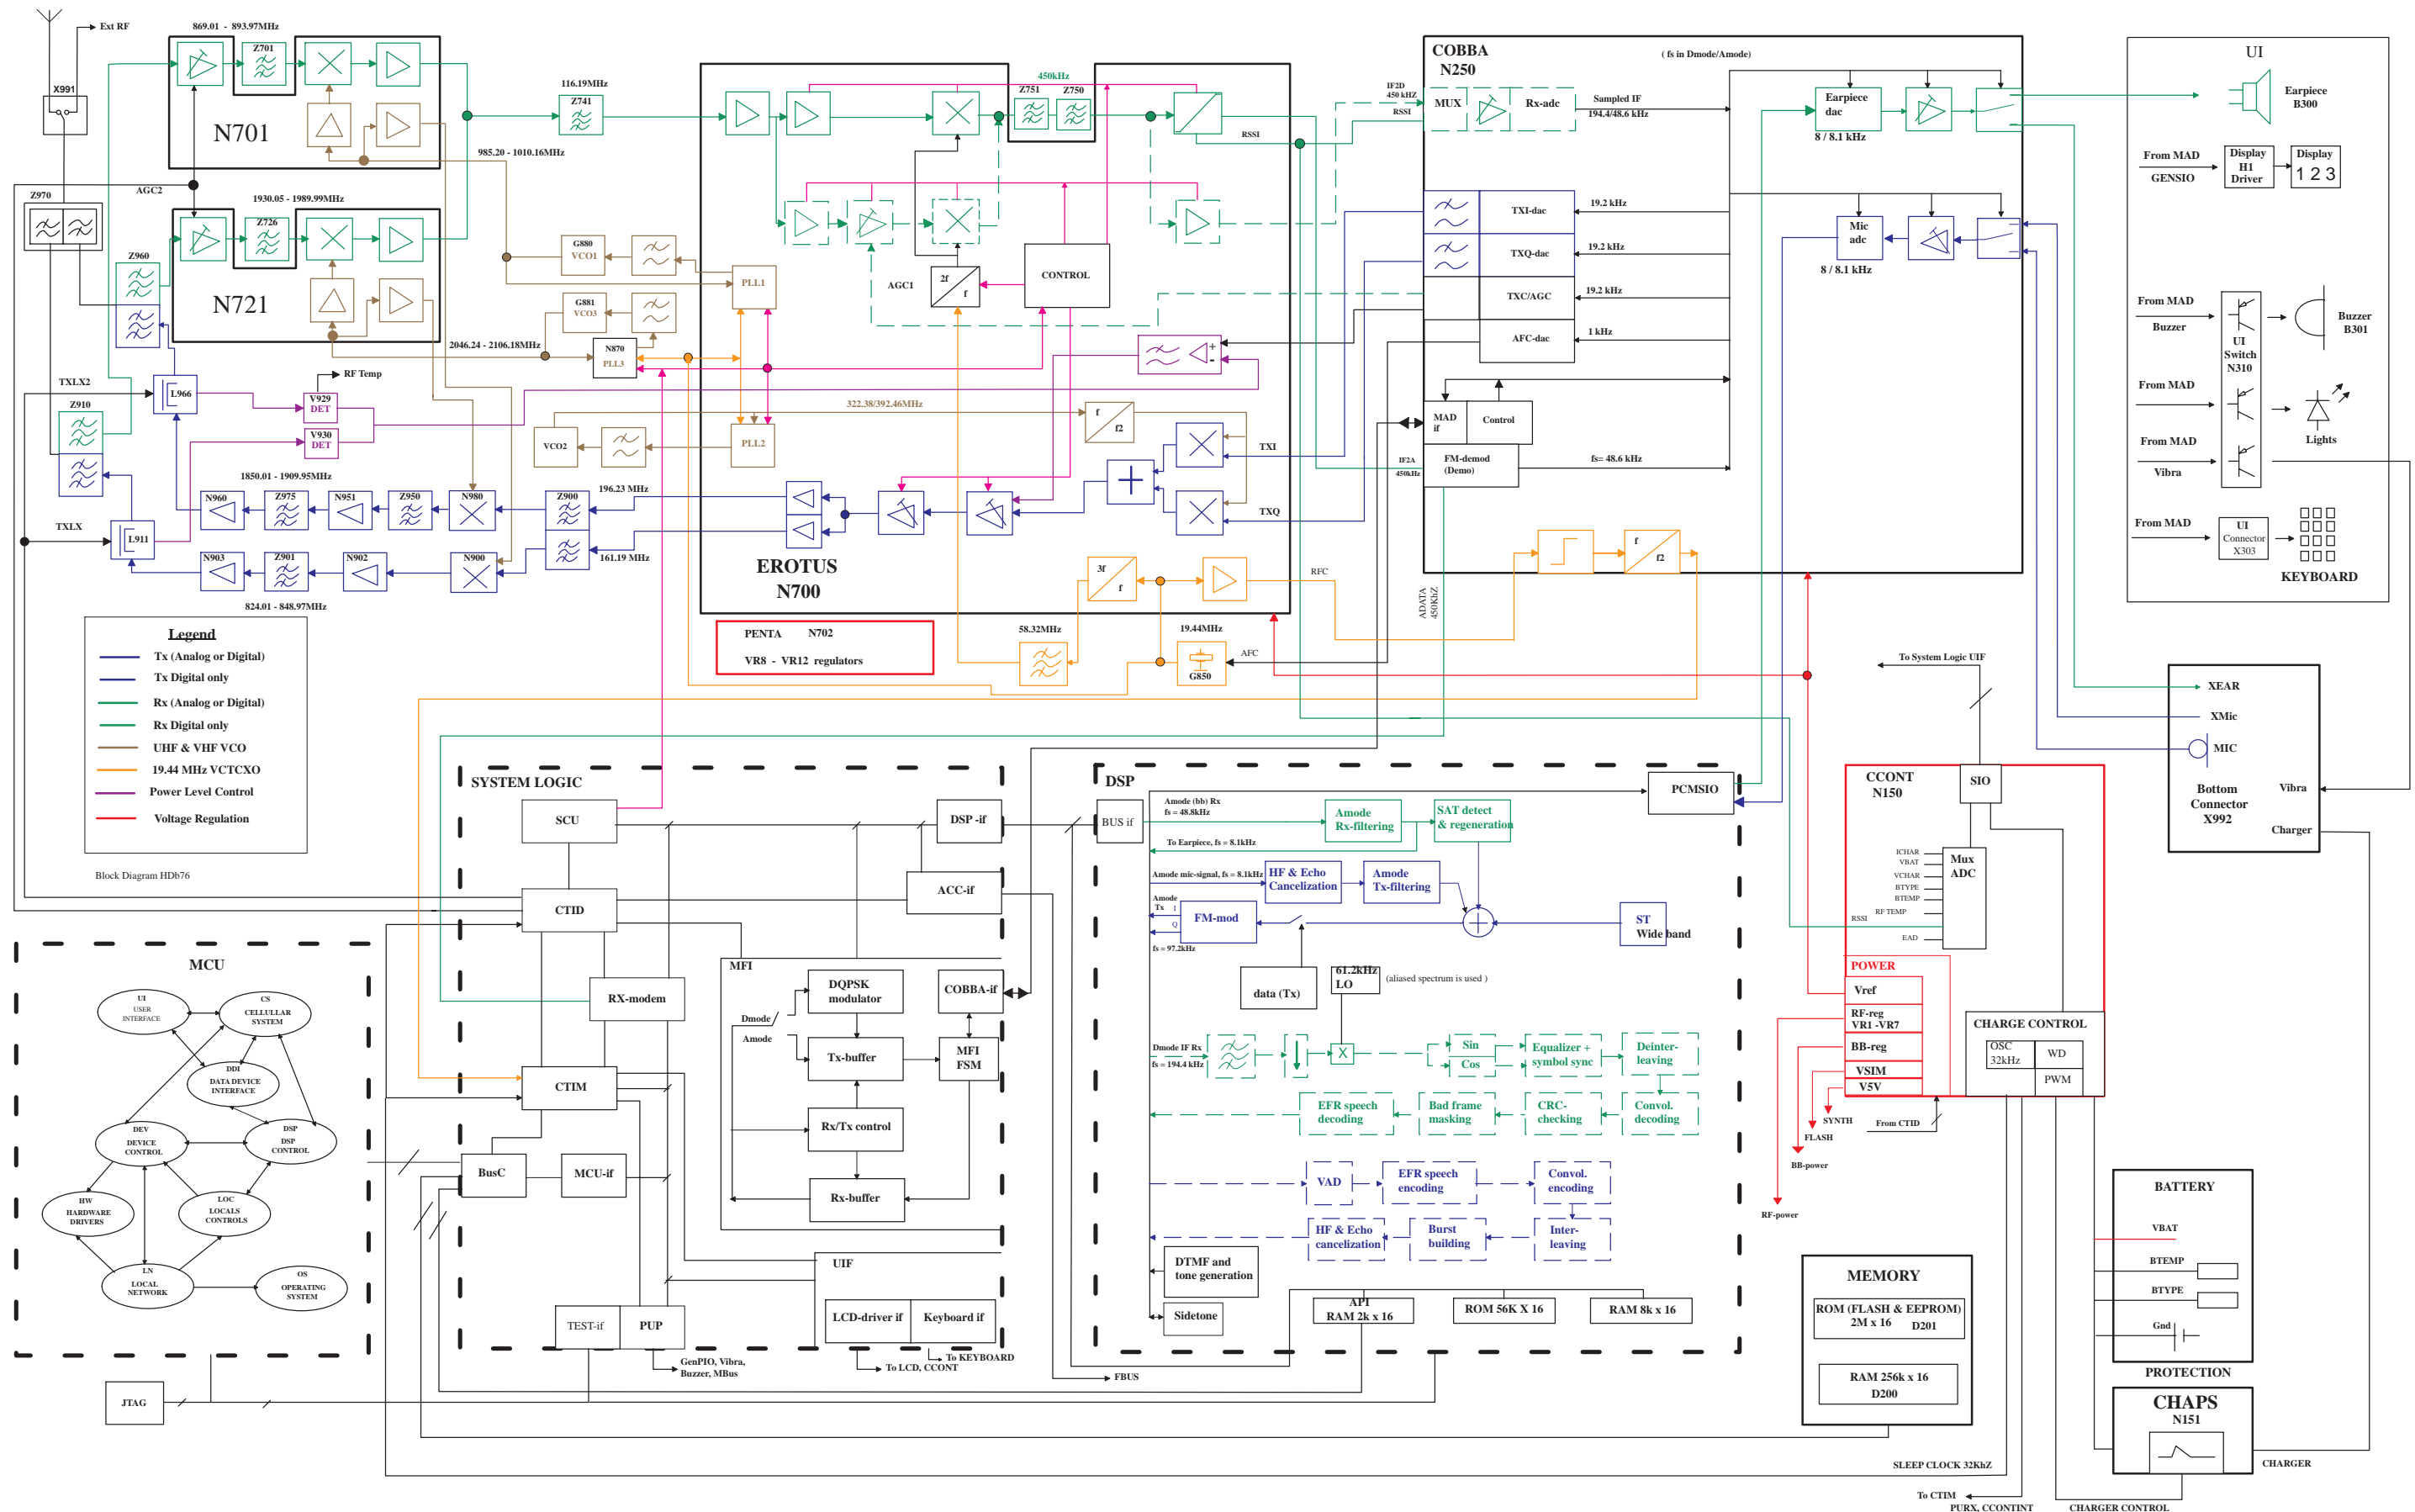 Ext RF
X991
869.01 - 893.97MHz
Z701
N701
AGC2
1930.05 - 1989.99MHz
Z726
N721
Z970
Z960
116.19MHz
Z741
985.20 - 1010.16MHz
G880
VCO1
G881
VCO3
2046.24 - 2106.18MHz
N870
PLL3
PLL1
450kHz
Z751
Z750
RSSI
AGC1
2f
f
CONTROL
+
-
TXLX2
L966
RF Temp
V929
DET
V930
DET
Z910
322.38/392.46MHz
VCO2
PLL2
f
f2
TXI
TXQ
1850.01 - 1909.95MHz
N960
Z975
N951
Z950
N980
Z900
196.23 MHz
161.19 MHz
TXLX
L911
N903
Z901
N902
N900
824.01 - 848.97MHz
EROTUS
N700
3f
f
RFC
PENTA N702
VR8 - VR12 regulators
58.32MHz
19.44MHz
G850
AFC
COBBA
N250
( fs in Dmode/Amode)
IF2D
450 kHZ
RSSI
MUX
Rx-adc
Sampled IF
194.4/48.6 kHz
Earpiece
dac
8 / 8.1 kHz
TXI-dac
19.2 kHz
TXQ-dac
19.2 kHz
TXC/AGC
19.2 kHz
AFC-dac
1 kHz
Mic
adc
8 / 8.1 kHz
MAD
if
Control
IF2A
450kHz
FM-demod
(Demo)
fs= 48.6 kHz
f
f2
ADATA
450KhZ
UI
Earpiece
B300
From MAD
GENSIO
Display
H1
Driver
Display
1 2 3
From MAD
Buzzer
Buzzer
B301
UI
Switch
N310
From MAD
Lights
From MAD
Vibra
From MAD
UI
Connector
X303
KEYBOARD
Legend
Tx (Analog or Digital)
Tx Digital only
Rx (Analog or Digital)
Rx Digital only
UHF & VHF VCO
19.44 MHz VCTCXO
Power Level Control
Voltage Regulation
Block Diagram HDb76
To System Logic UIF
XEAR
XMic
MIC
Vibra
Bottom
Connector
X992
Charger
MCU
UI
USER
INTERFACE
CS
CELLULLAR
SYSTEM
DDI
DATA DEVICE
INTERFACE
DEV
DEVICE
CONTROL
DSP
DSP
CONTROL
HW
HARDWARE
DRIVERS
LOC
LOCALS
CONTROLS
LN
LOCAL
NETWORK
OS
OPERATING
SYSTEM
JTAG
SYSTEM LOGIC
SCU
DSP -if
CTID
ACC-if
MFI
RX-modem
DQPSK
modulator
COBBA-if
Dmode
Amode
Tx-buffer
MFI
FSM
CTIM
Rx/Tx control
BusC
MCU-if
Rx-buffer
UIF
LCD-driver if
Keyboard if
TEST-if
PUP
GenPIO, Vibra,
Buzzer, MBus
To LCD, CCONT
To KEYBOARD
FBUS
DSP
BUS if
PCMSIO
Amode (bb) Rx
fs = 48.8kHz
Amode
Rx-filtering
SAT detect
& regeneration
To Earpiece, fs = 8.1kHz
Amode mic-signal, fs = 8.1kHz
HF & Echo
Cancelization
Amode
Tx-filtering
Amode
Tx I
Q
FM-mod
fs = 97.2kHz
ST
Wide band
data (Tx)
61.2kHz
LO
(aliased spectrum is used )
Dmode IF Rx
fs = 194.4 kHz
X
Sin
Cos
Equalizer +
symbol sync
Deinter-
leaving
EFR speech
decoding
Bad frame
masking
CRC-
checking
Convol.
decoding
VAD
EFR speech
encoding
Convol.
encoding
HF & Echo
cancelization
Burst
building
Inter-
leaving
DTMF and
tone generation
Sidetone
API
RAM 2k x 16
ROM 56K X 16
RAM 8k x 16
CCONT
N150
SIO
ICHAR
VBAT
VCHAR
BTYPE
BTEMP
RF TEMP
RSSI
EAD
Mux
ADC
POWER
Vref
RF-reg
VR1 -VR7
BB-reg
VSIM
V5V
CHARGE CONTROL
OSC
32kHz
WD
PWM
SYNTH
FLASH
BB-power
RF-power
From CTID
MEMORY
ROM (FLASH & EEPROM)
2M x 16 D201
RAM 256k x 16
D200
BATTERY
VBAT
BTEMP
BTYPE
Gnd
PROTECTION
CHAPS
N151
CHARGER
SLEEP CLOCK 32KhZ
To CTIM
PURX, CCONTINT
CHARGER CONTROL